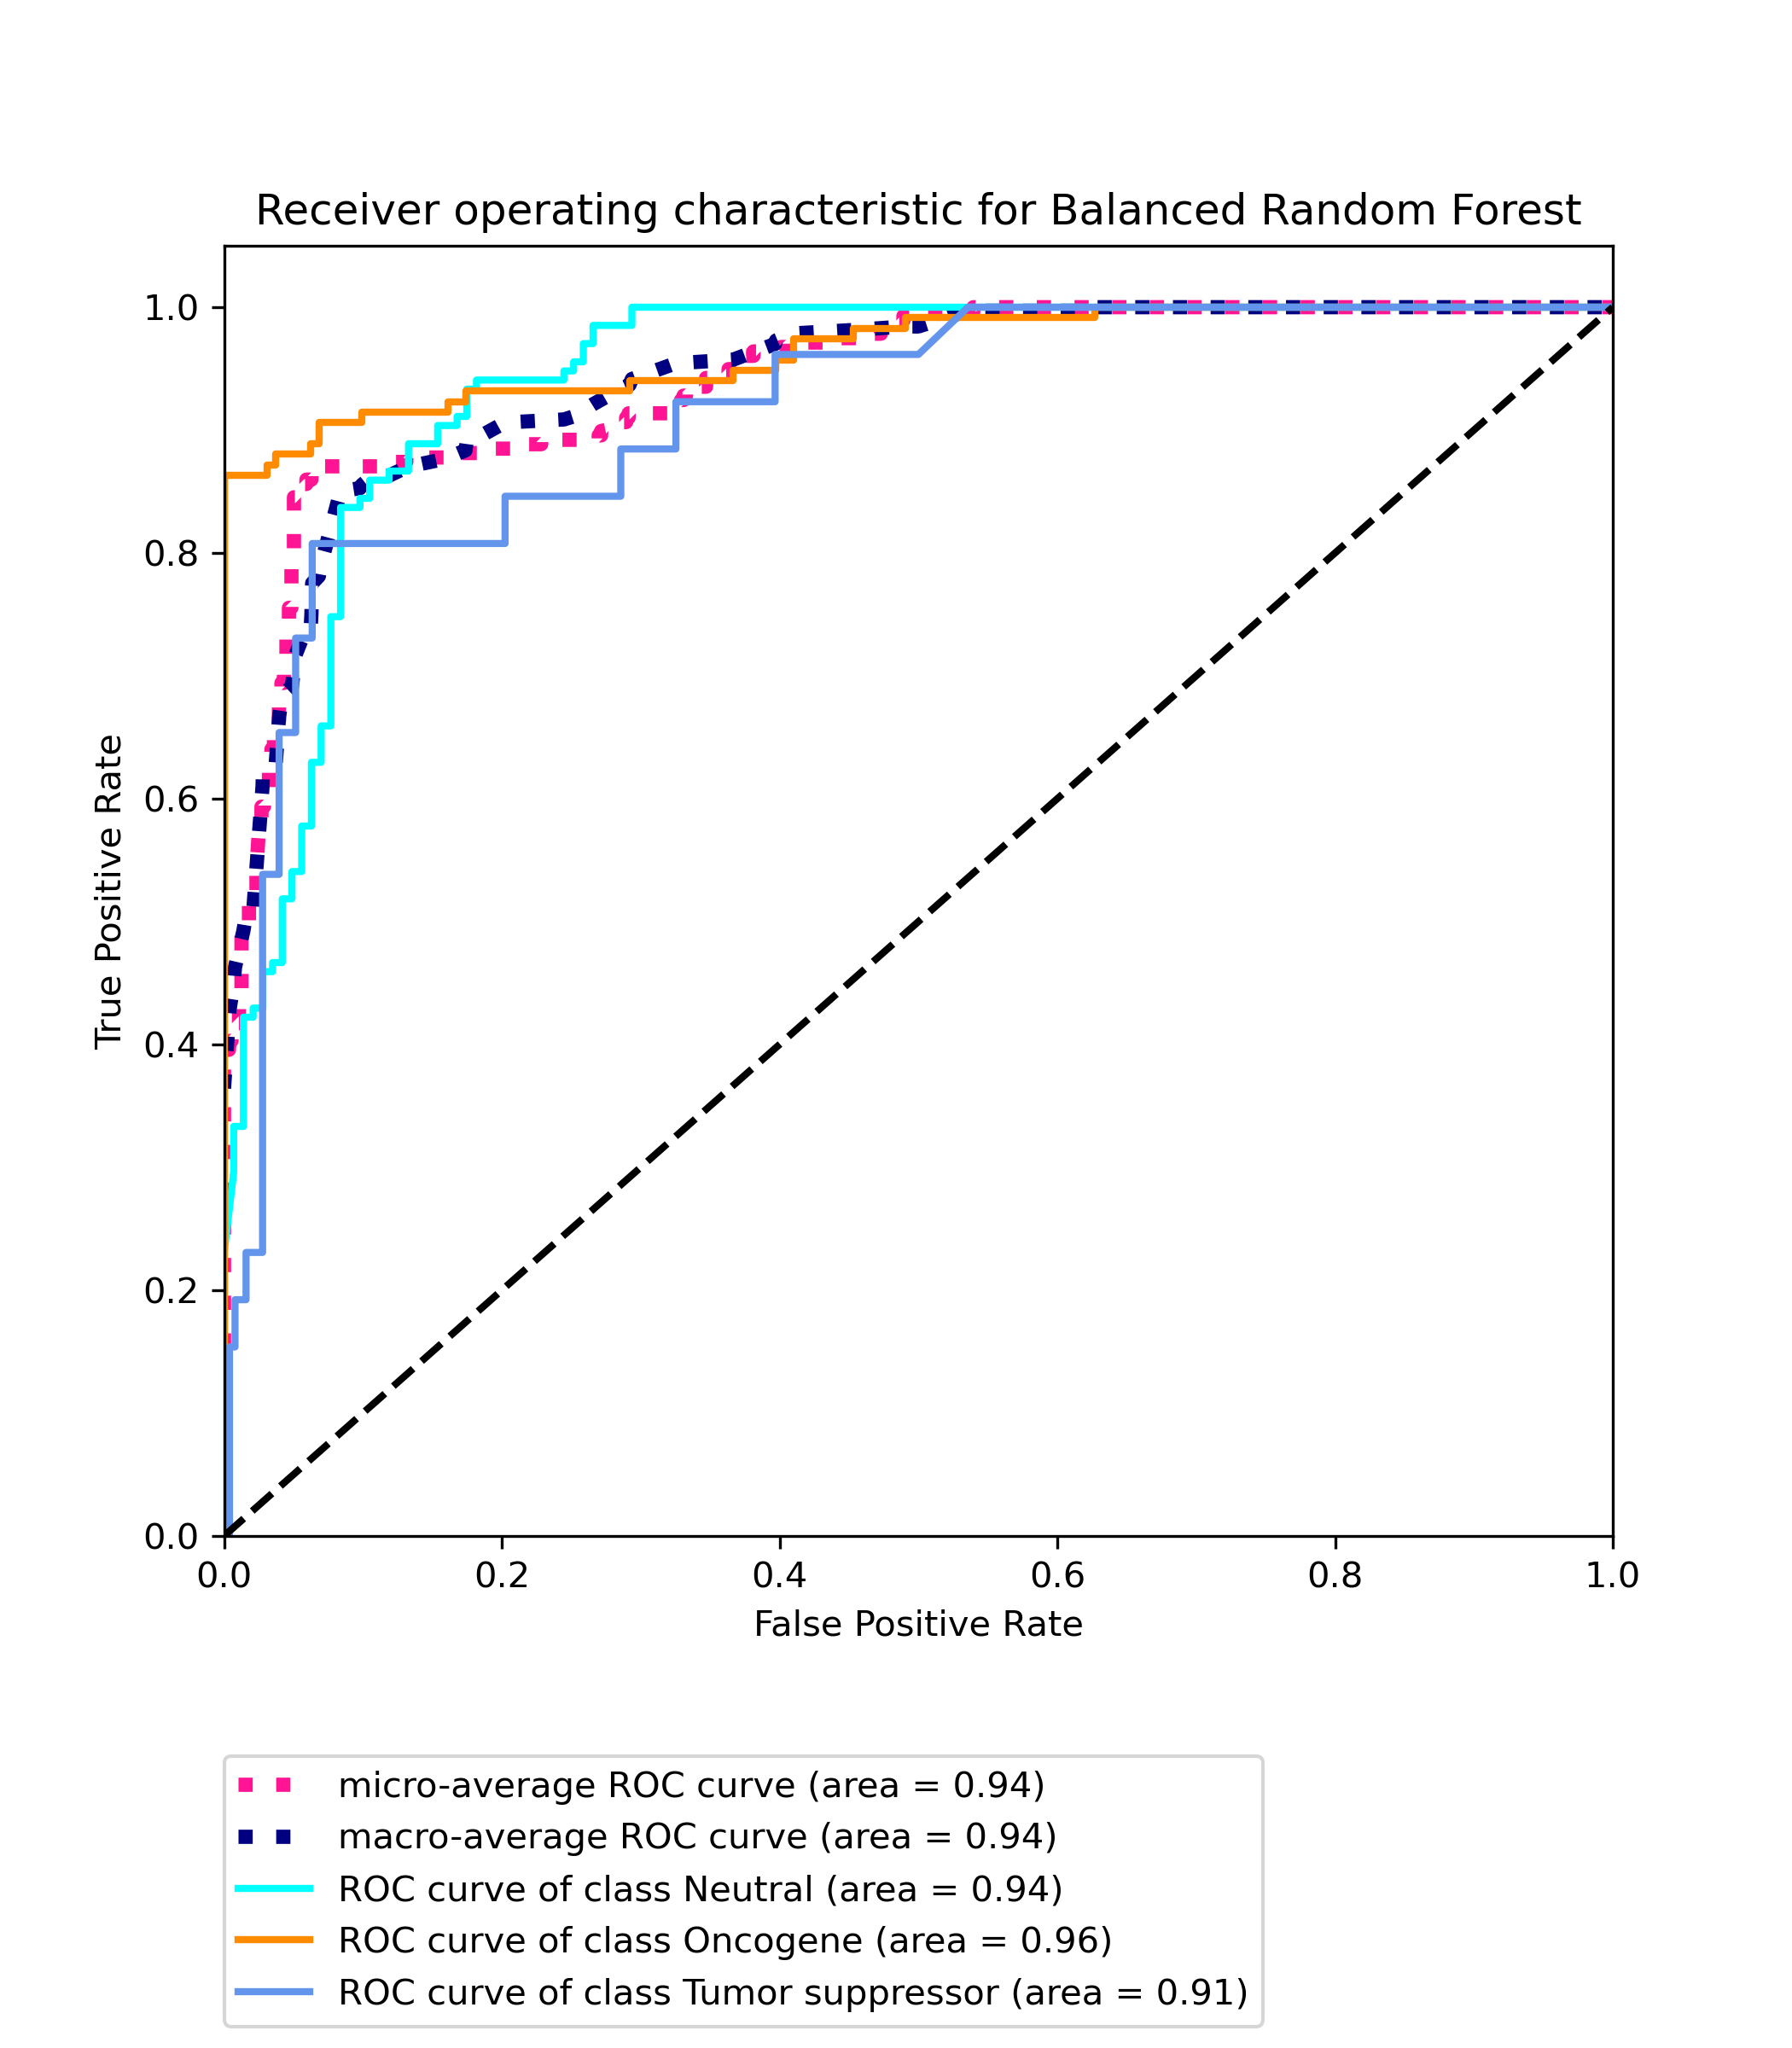 Receiver operating characteristic for Balanced Random Forest
1.0
0.8
0.6
0.4
0.2
0.0
True Positive Rate
0.0 0.2 0.4 0.6 0.8 1.0
False Positive Rate
micro-average ROC curve (area = 0.94)
macro-average ROC curve (area = 0.94)
ROC curve of class Neutral (area = 0.94)
ROC curve of class Oncogene (area = 0.96)
ROC curve of class Tumor suppressor (area = 0.91)